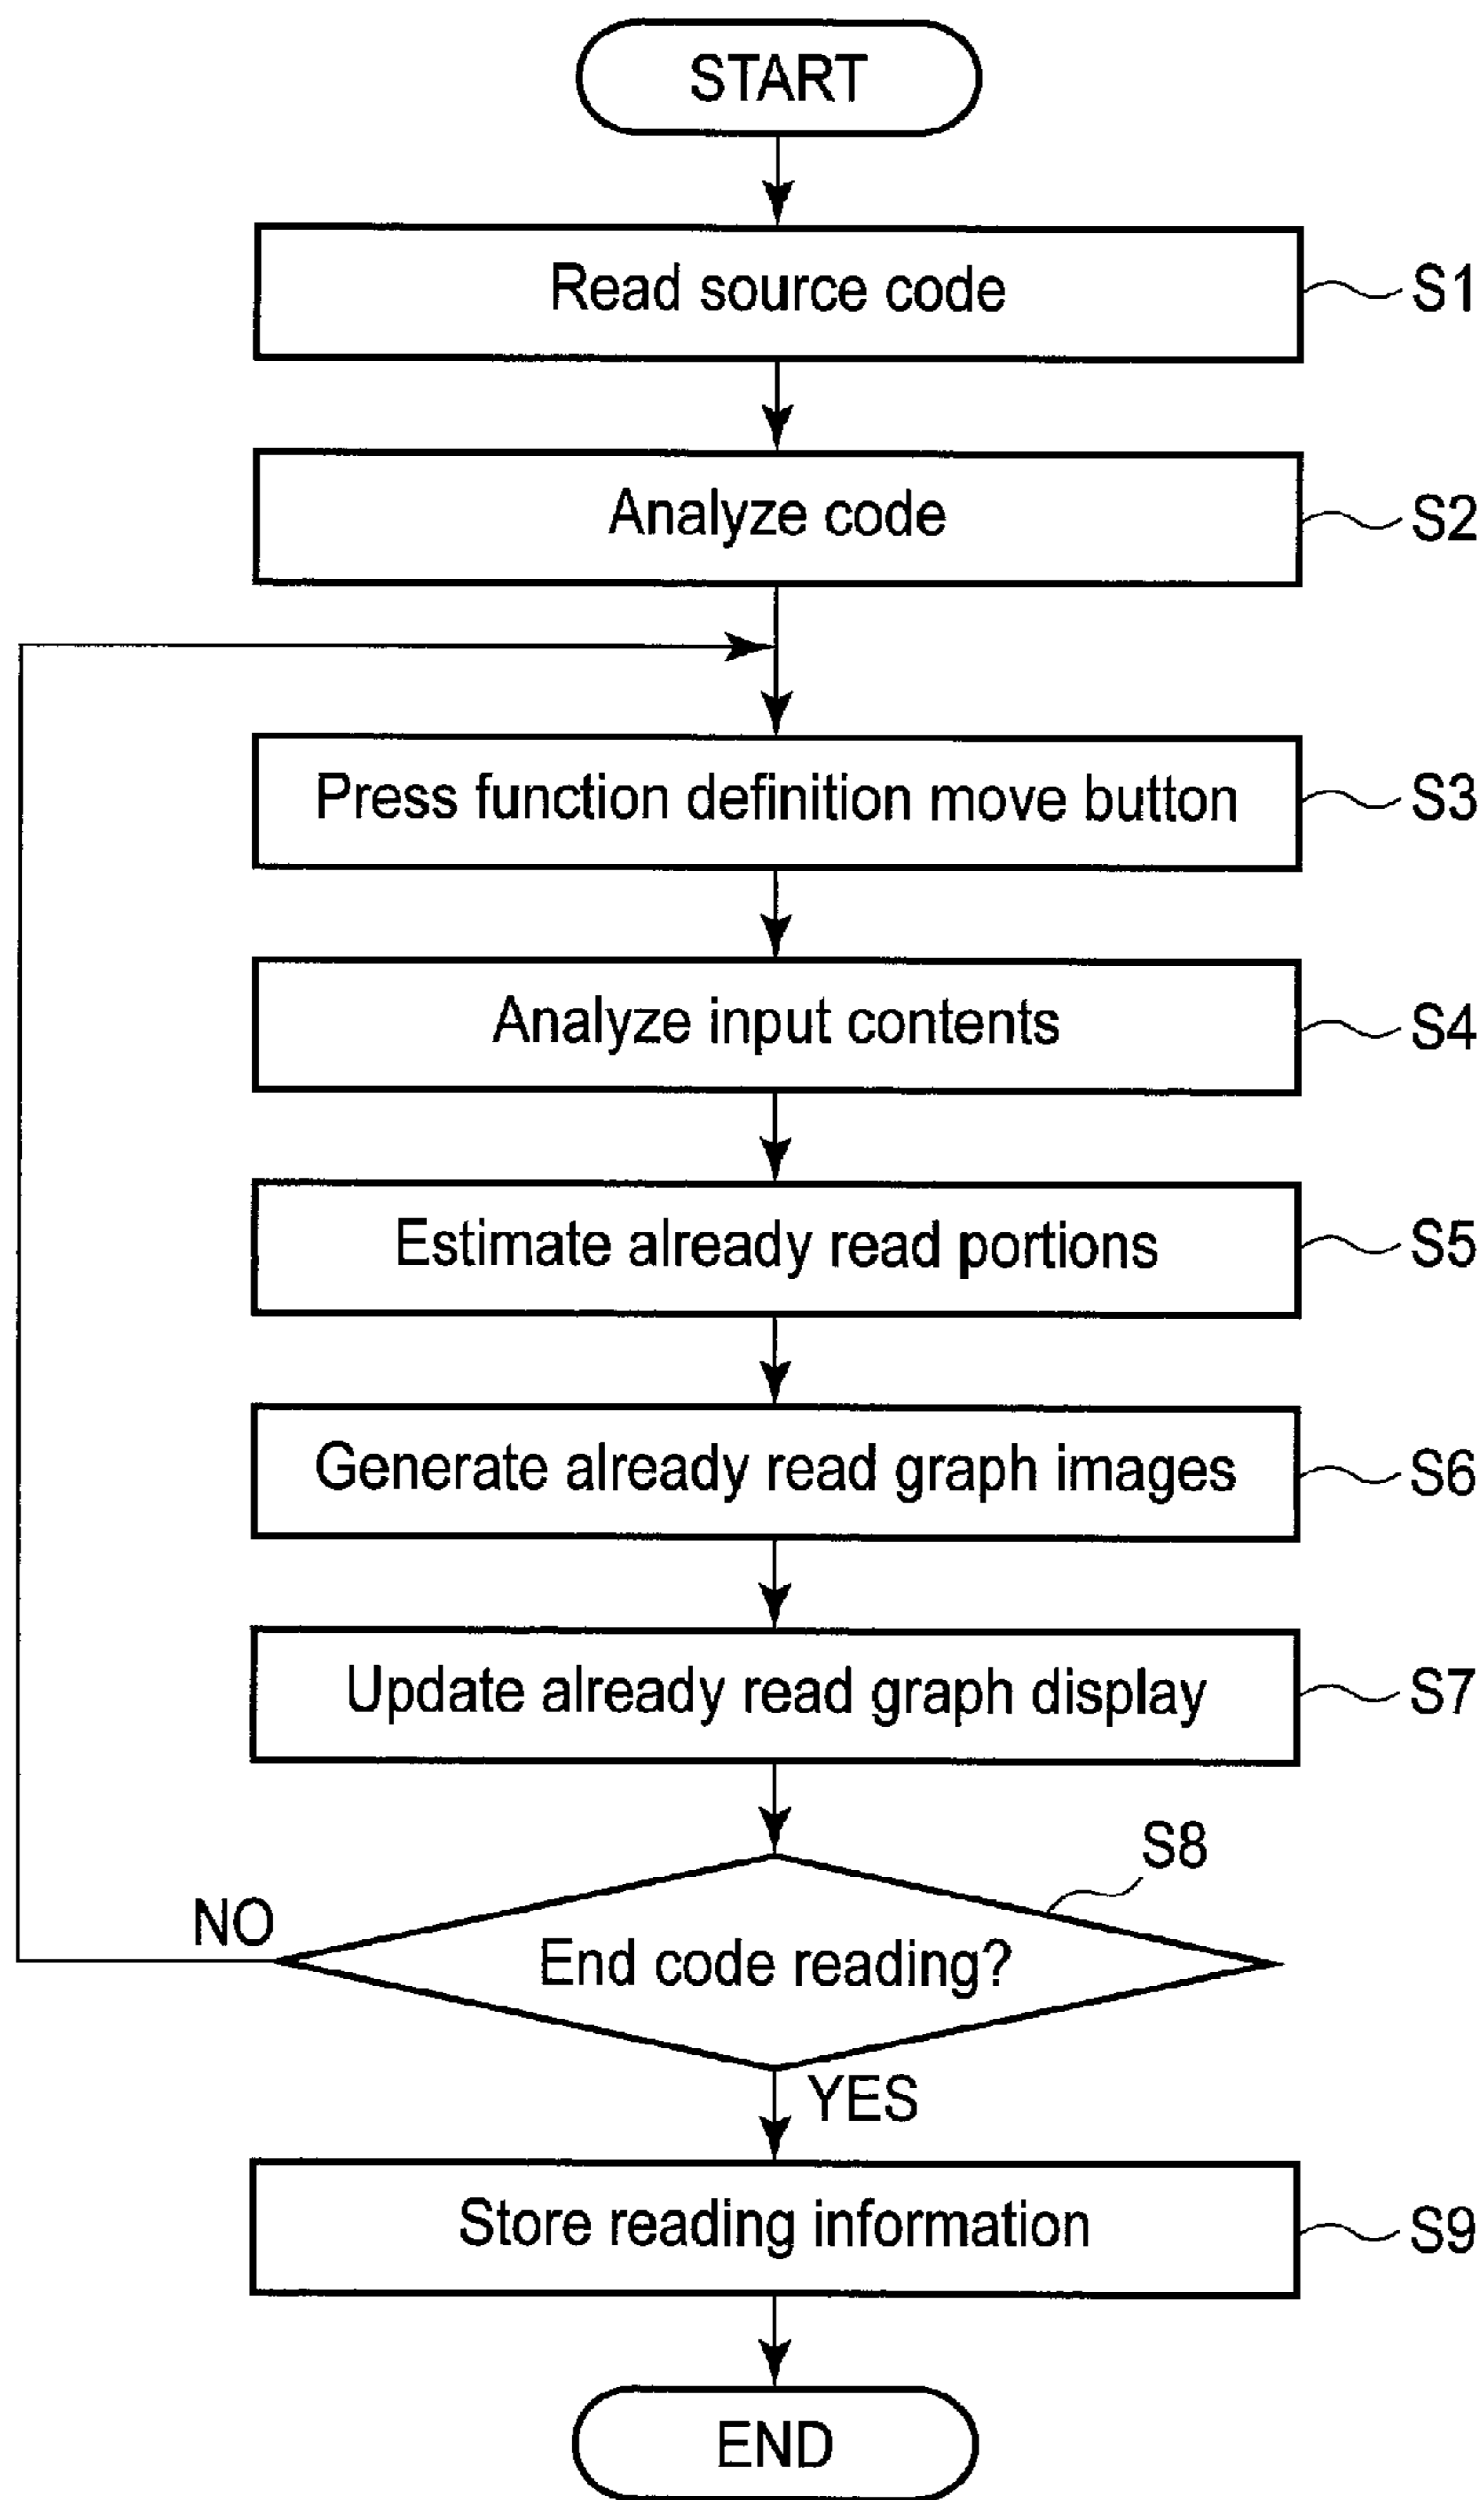 START
Read source code
S1
Analyze code
S2
Press function definition move button
S3
Analyze input contents
S4
Estimate already read portions
S5
Generate already read graph images
S6
Update already read graph display
S7
S8
NO
End code reading?
YES
Store reading information
S9
END